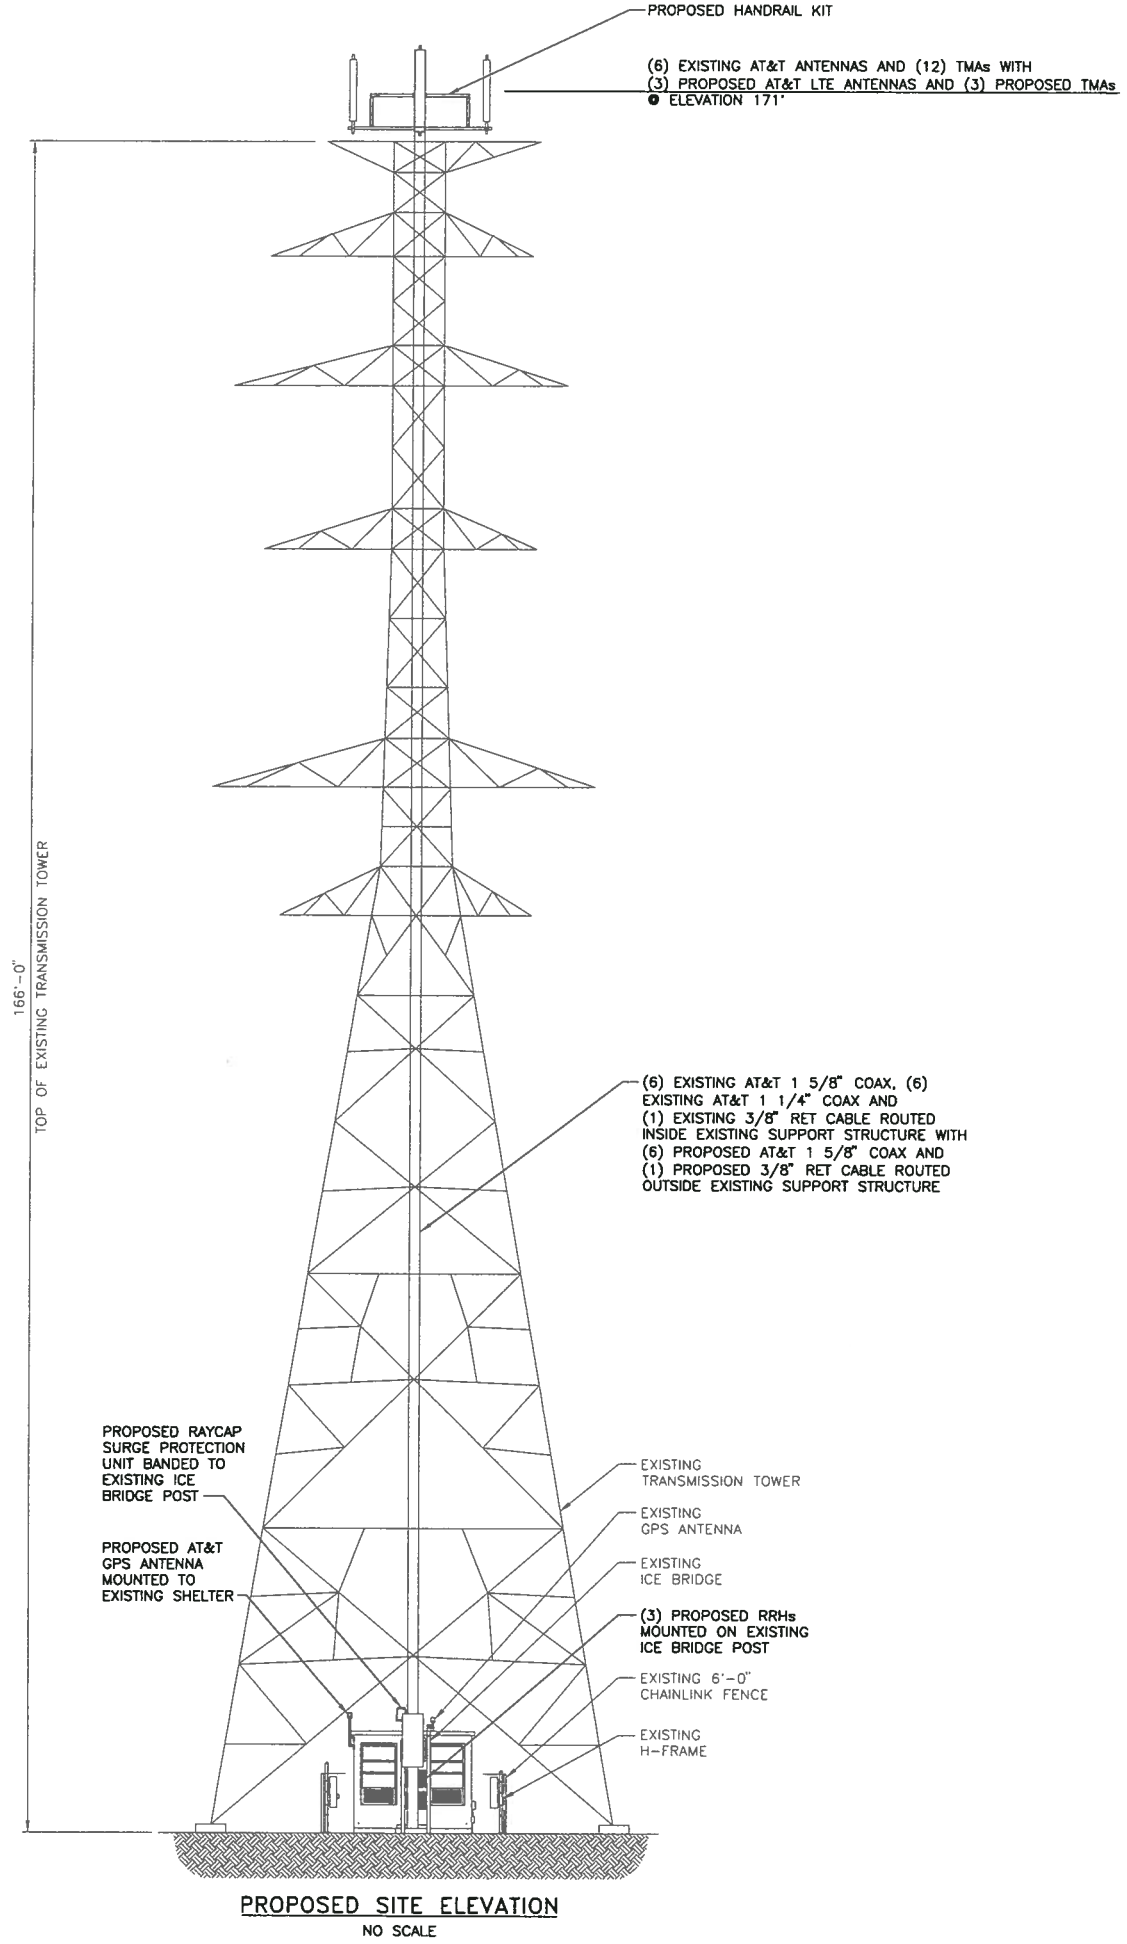 PROPOSED HANDRAIL KIT
(6) EXISTING AT&T ANTENNAS AND (12) TMAs WITH
(3) PROPOSED AT&T LTE ANTENNAS AND (3) PROPOSED TMAs
@ ELEVATION 171'
166'-0"
TOP OF EXISTING TRANSMISSION TOWER
(6) EXISTING AT&T 1 5/8" COAX, (6)
EXISTING AT&T 1 1/4" COAX AND
(1) EXISTING 3/8" RET CABLE ROUTED
INSIDE EXISTING SUPPORT STRUCTURE WITH
(6) PROPOSED AT&T 1 5/8" COAX AND
(1) PROPOSED 3/8" RET CABLE ROUTED
OUTSIDE EXISTING SUPPORT STRUCTURE
PROPOSED RAYCAP
SURGE PROTECTION
UNIT BANDED TO
EXISTING ICE
BRIDGE POST
PROPOSED AT&T
GPS ANTENNA
MOUNTED TO
EXISTING SHELTER
EXISTING
TRANSMISSION TOWER
EXISTING
GPS ANTENNA
EXISTING
ICE BRIDGE
(3) PROPOSED RRHs
MOUNTED ON EXISTING
ICE BRIDGE POST
EXISTING 6'-0"
CHAINLINK FENCE
EXISTING
H-FRAME
PROPOSED SITE ELEVATION
NO SCALE